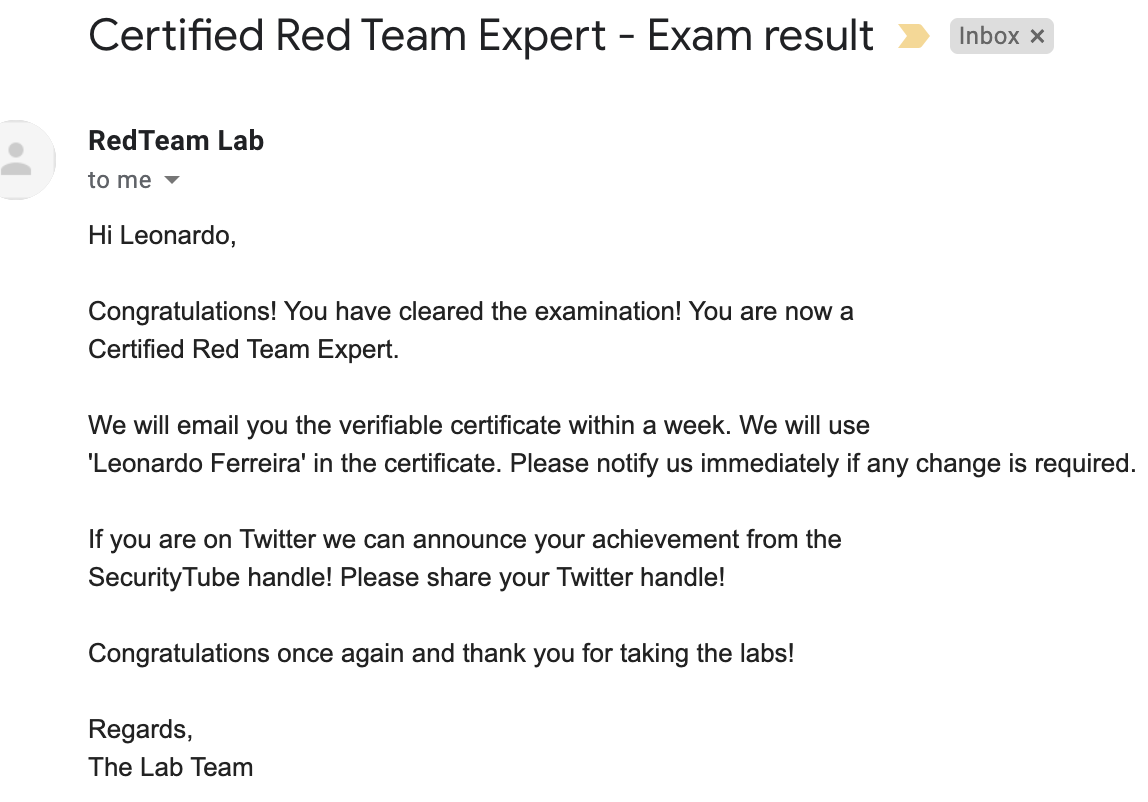 Certified Red Team Expert - Exam result Inbox ×
RedTeam Lab
to me
Hi Leonardo,
Congratulations! You have cleared the examination! You are now a
Certified Red Team Expert.
We will email you the verifiable certificate within a week. We will use
'Leonardo Ferreira' in the certificate. Please notify us immediately if any change is required.
If you are on Twitter we can announce your achievement from the
SecurityTube handle! Please share your Twitter handle!
Congratulations once again and thank you for taking the labs!
Regards,
The Lab Team